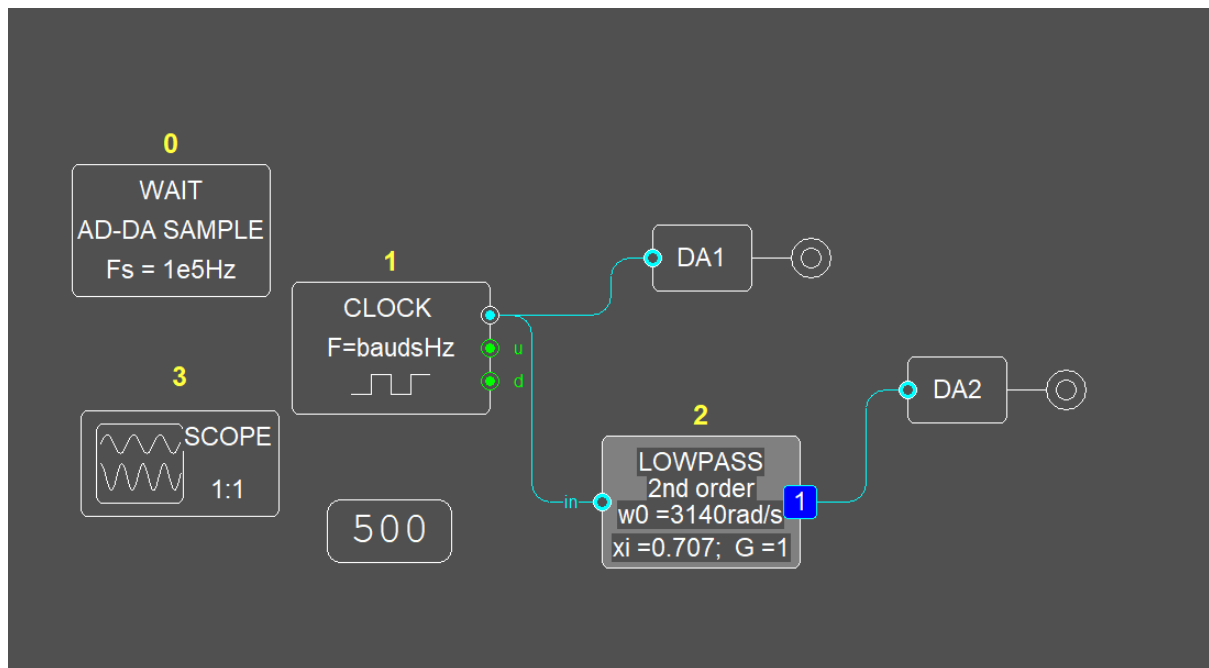 0
WAIT
AD-DA SAMPLE
Fs = 1e5Hz
1
CLOCK
F=baudsHz
u
d
DA1
3
SCOPE
1:1
500
2
LOWPASS
2nd order
w0 =3140rad/s
xi =0.707; G =1
in
1
DA2